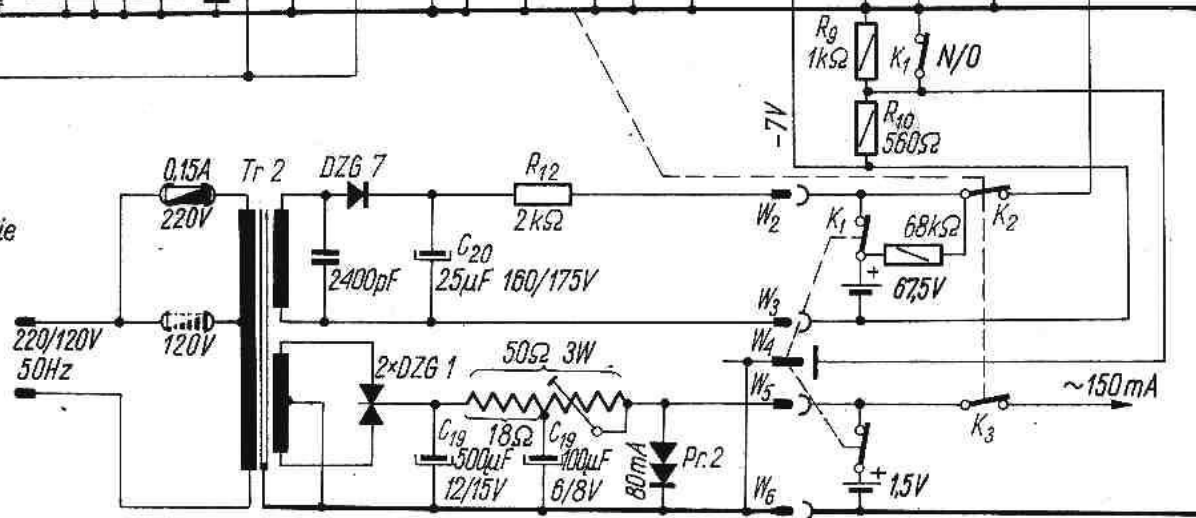 R9
1kΩ
K1
N/O
-7V
R10
560Ω
0,15A
220V
Tr 2
DZG 7
R12
2kΩ
W2
K1
68kΩ
K2
ie
2400pF
C20
25µF 160/175V
67,5V
+
W3
220/120V
50Hz
120V
W4
2×DZG 1
50Ω 3W
W5
~150mA
K3
18Ω
C19
500µF
12/15V
C19
100µF
6/8V
80mA
Pr.2
+
1,5V
W6